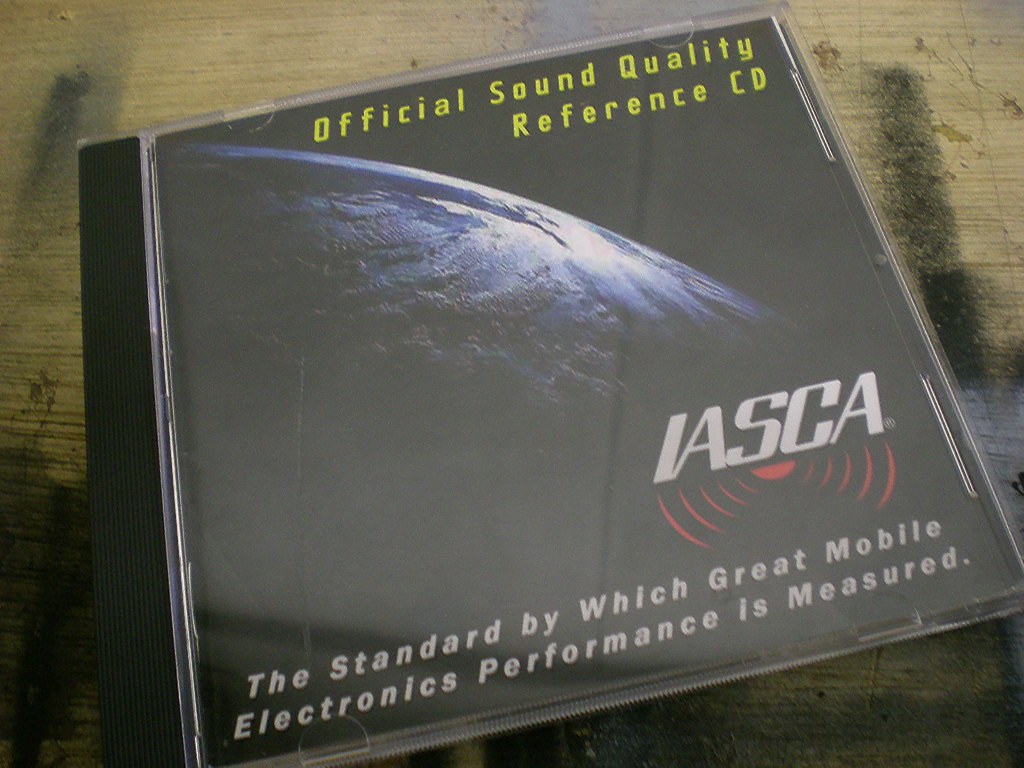 Official Sound Quality
Reference CD
IASCA®
The Standard by Which Great Mobile
Electronics Performance is Measured.